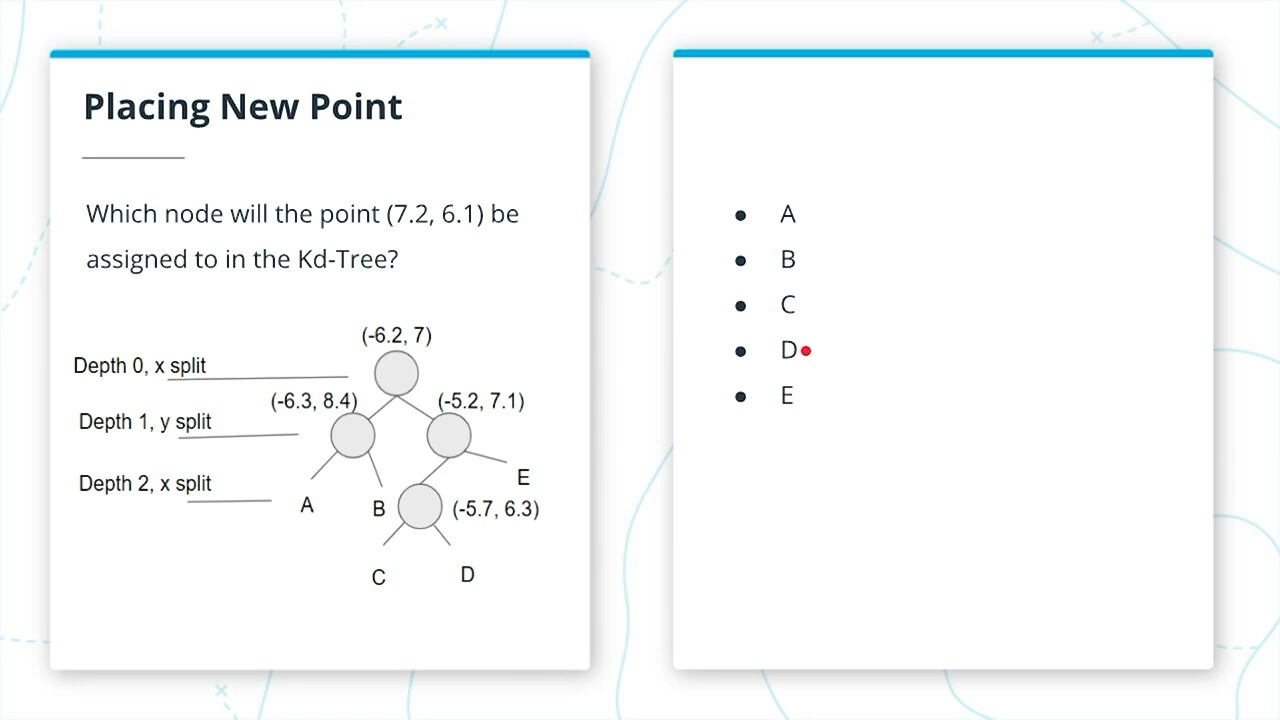 Placing New Point
Which node will the point (7.2, 6.1) be
assigned to in the Kd-Tree?
(-6.2, 7)
Depth 0, x split
(-6.3, 8.4)
(-5.2, 7.1)
Depth 1, y split
E
Depth 2, x split
A
B
(-5.7, 6.3)
C
D
A
B
C
D
E